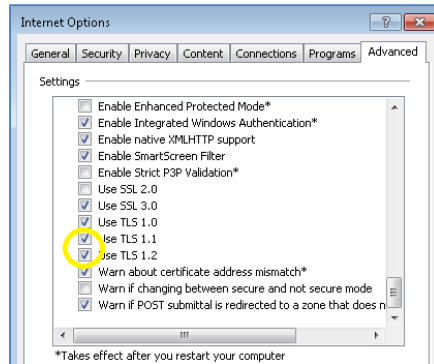 Internet Options
General Security Privacy Content Connections Programs Advanced
Settings
Enable Enhanced Protected Mode*
Enable Integrated Windows Authentication*
Enable native XMLHTTP support
Enable SmartScreen Filter
Enable Strict P3P Validation*
Use SSL 2.0
Use SSL 3.0
Use TLS 1.0
Use TLS 1.1
Use TLS 1.2
Warn about certificate address mismatch*
Warn if changing between secure and not secure mode
Warn if POST submittal is redirected to a zone that does n
*Takes effect after you restart your computer